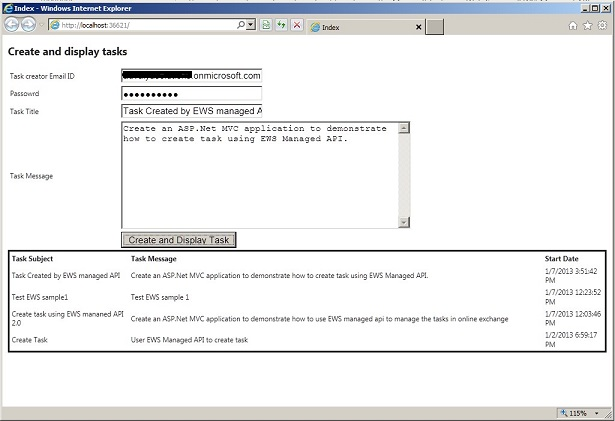 Index - Windows Internet Explorer
http://localhost:36621/
Index
Create and display tasks
Task creator Email ID
.onmicrosoft.com
Passowrd
Task Title
Task Created by EWS managed A
Create an ASP.Net MVC application to demonstrate
how to create task using EWS Managed API.
Task Message
Create and Display Task
Task Subject Task Message Start Date
Task Created by EWS managed API Create an ASP.Net MVC application to demonstrate how to create task using EWS Managed API. 1/7/2013 3:51:42
PM
Test EWS sample1 Test EWS sample 1 1/7/2013 12:23:52
PM
Create task using EWS mananed API Create an ASP.Net MVC application to demonstrate how to use EWS managed api to manage the tasks in online exchange 1/7/2013 12:03:46
2.0 PM
Create Task User EWS Managed API to create task 1/2/2013 6:59:17
PM
115%